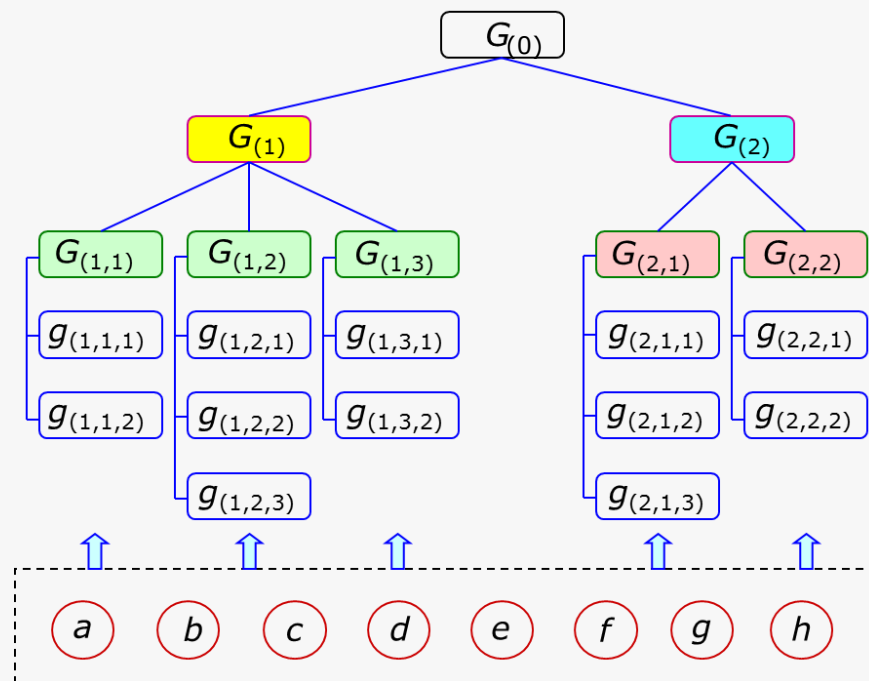 G(0)
G(1) G(2)
G(1,1) G(1,2) G(1,3) G(2,1) G(2,2)
g(1,1,1) g(1,2,1) g(1,3,1) g(2,1,1) g(2,2,1)
g(1,1,2) g(1,2,2) g(1,3,2) g(2,1,2) g(2,2,2)
g(1,2,3) g(2,1,3)
a b c d e f g h